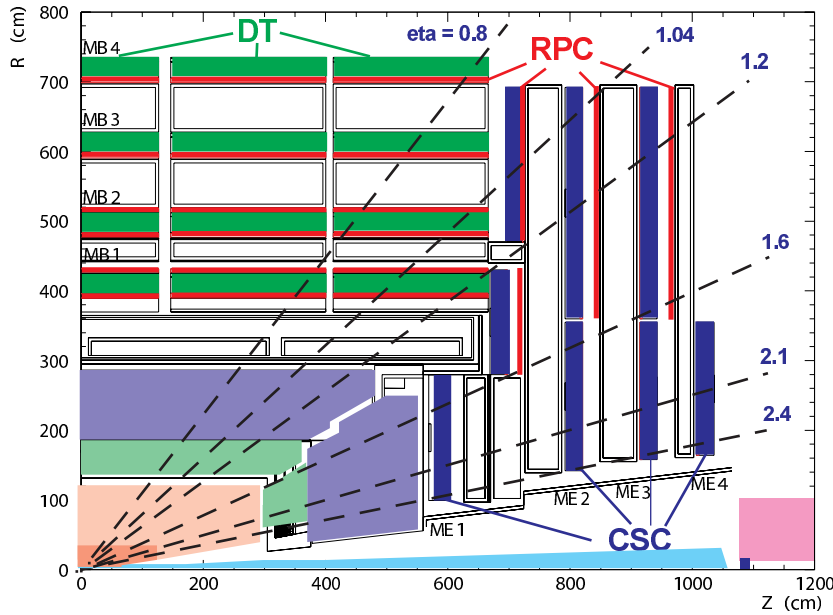 R (cm)
800
700
600
500
400
300
200
100
0
MB 4
DT
eta = 0.8
1.04
RPC
1.2
MB 3
MB 2
1.6
MB 1
2.1
2.4
ME 1
ME 2
ME 3
ME 4
CSC
0
200
400
600
800
1000
1200
Z (cm)